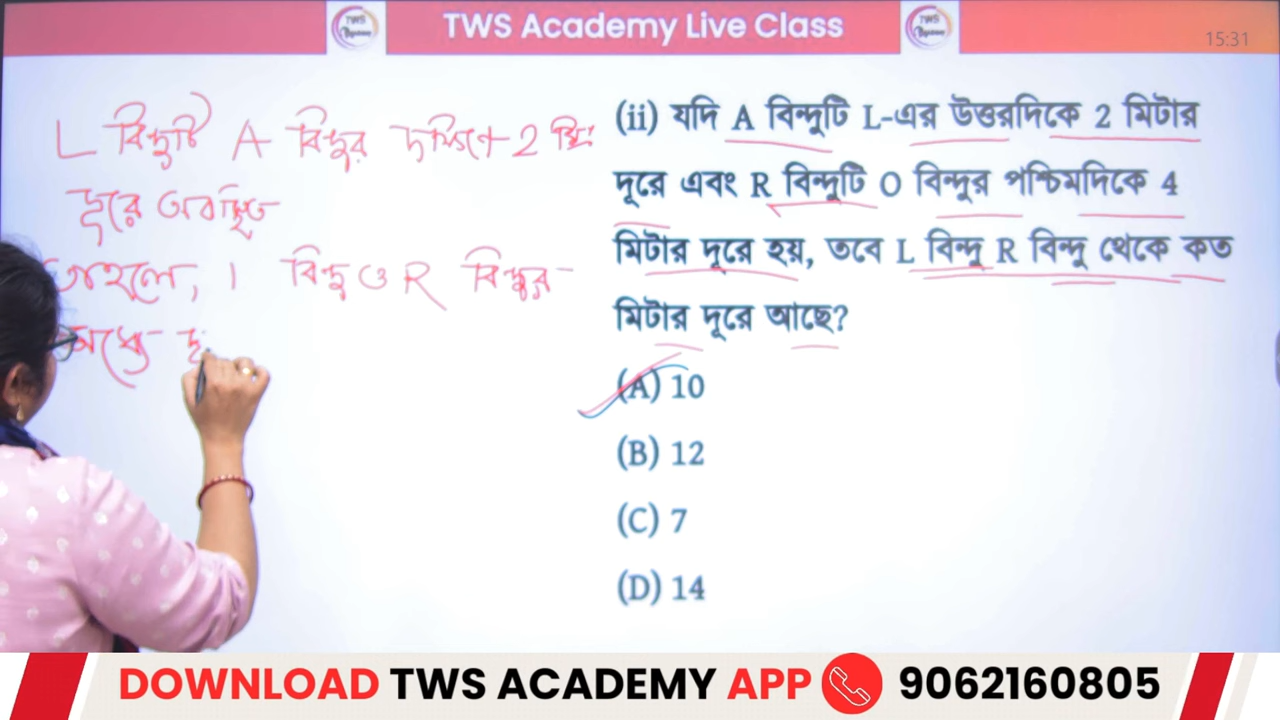 TWS Academy Live Class
15:31
L বিন্দুটি A বিন্দুর দক্ষিণে 2 মিঃ
দূরে অবস্থিত
তাহলে, L বিন্দু ও R বিন্দুর
মধ্যে দূ
(ii) যদি A বিন্দুটি L-এর উত্তরদিকে 2 মিটার
দূরে এবং R বিন্দুটি O বিন্দুর পশ্চিমদিকে 4
মিটার দূরে হয়, তবে L বিন্দু R বিন্দু থেকে কত
মিটার দূরে আছে?
(A) 10
(B) 12
(C) 7
(D) 14
DOWNLOAD TWS ACADEMY APP 9062160805